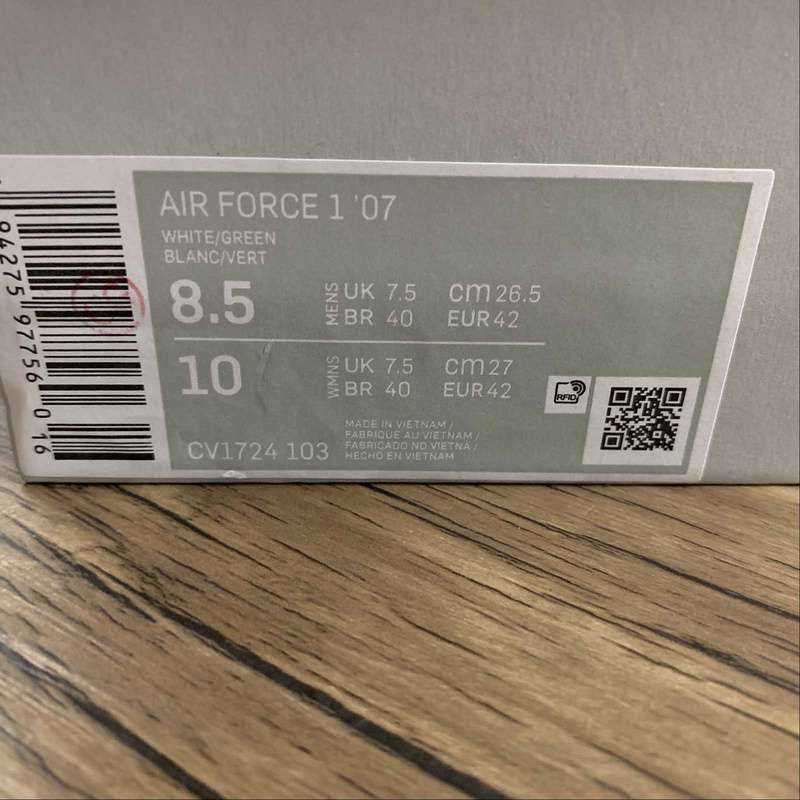 AIR FORCE 1 '07
WHITE/GREEN
BLANC/VERT
8.5
MENS
UK 7.5 cm 26.5
BR 40 EUR 42
10
WMNS
UK 7.5 cm 27
BR 40 EUR 42
RFID
CV1724 103
MADE IN VIETNAM /
FABRIQUE AU VIETNAM /
FABRICADO NO VIETNÃ /
HECHO EN VIETNAM
94275 97756 0 16